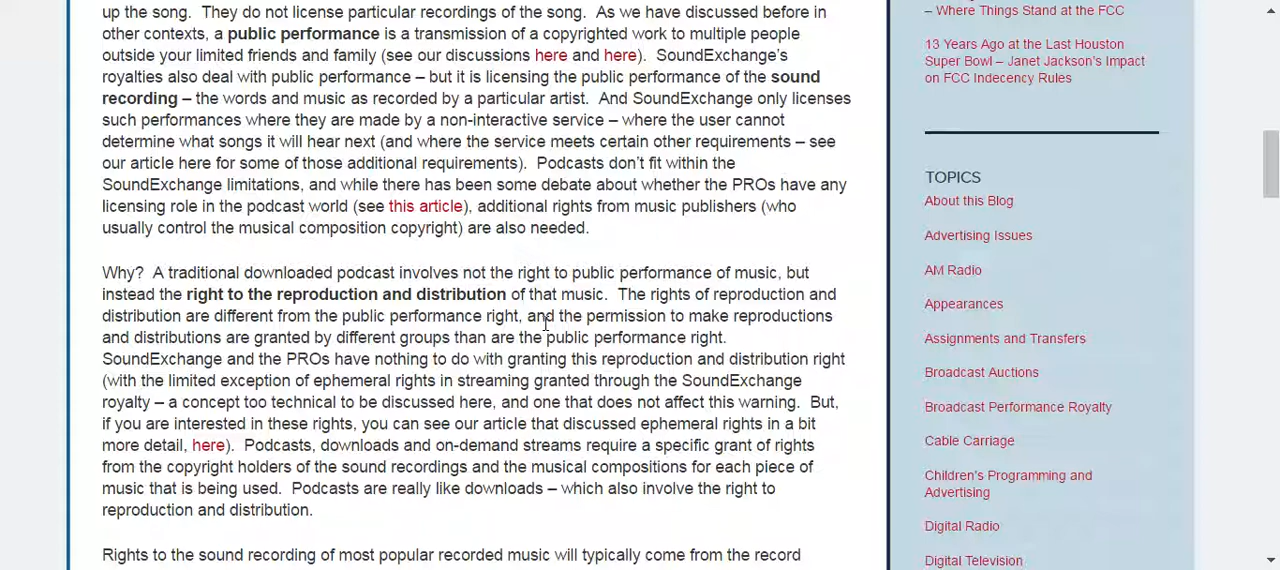 up the song.  They do not license particular recordings of the song.  As we have discussed before in
other contexts, a public performance is a transmission of a copyrighted work to multiple people
outside your limited friends and family (see our discussions here and here).  SoundExchange's
royalties also deal with public performance – but it is licensing the public performance of the sound
recording – the words and music as recorded by a particular artist.  And SoundExchange only licenses
such performances where they are made by a non-interactive service – where the user cannot
determine what songs it will hear next (and where the service meets certain other requirements – see
our article here for some of those additional requirements).  Podcasts don't fit within the
SoundExchange limitations, and while there has been some debate about whether the PROs have any
licensing role in the podcast world (see this article), additional rights from music publishers (who
usually control the musical composition copyright) are also needed.
Why?  A traditional downloaded podcast involves not the right to public performance of music, but
instead the right to the reproduction and distribution of that music.  The rights of reproduction and
distribution are different from the public performance right, and the permission to make reproductions
and distributions are granted by different groups than are the public performance right.
SoundExchange and the PROs have nothing to do with granting this reproduction and distribution right
(with the limited exception of ephemeral rights in streaming granted through the SoundExchange
royalty – a concept too technical to be discussed here, and one that does not affect this warning.  But,
if you are interested in these rights, you can see our article that discussed ephemeral rights in a bit
more detail, here).  Podcasts, downloads and on-demand streams require a specific grant of rights
from the copyright holders of the sound recordings and the musical compositions for each piece of
music that is being used.  Podcasts are really like downloads – which also involve the right to
reproduction and distribution.
Rights to the sound recording of most popular recorded music will typically come from the record
– Where Things Stand at the FCC
13 Years Ago at the Last Houston
Super Bowl – Janet Jackson's Impact
on FCC Indecency Rules
TOPICS
About this Blog
Advertising Issues
AM Radio
Appearances
Assignments and Transfers
Broadcast Auctions
Broadcast Performance Royalty
Cable Carriage
Children's Programming and
Advertising
Digital Radio
Digital Television